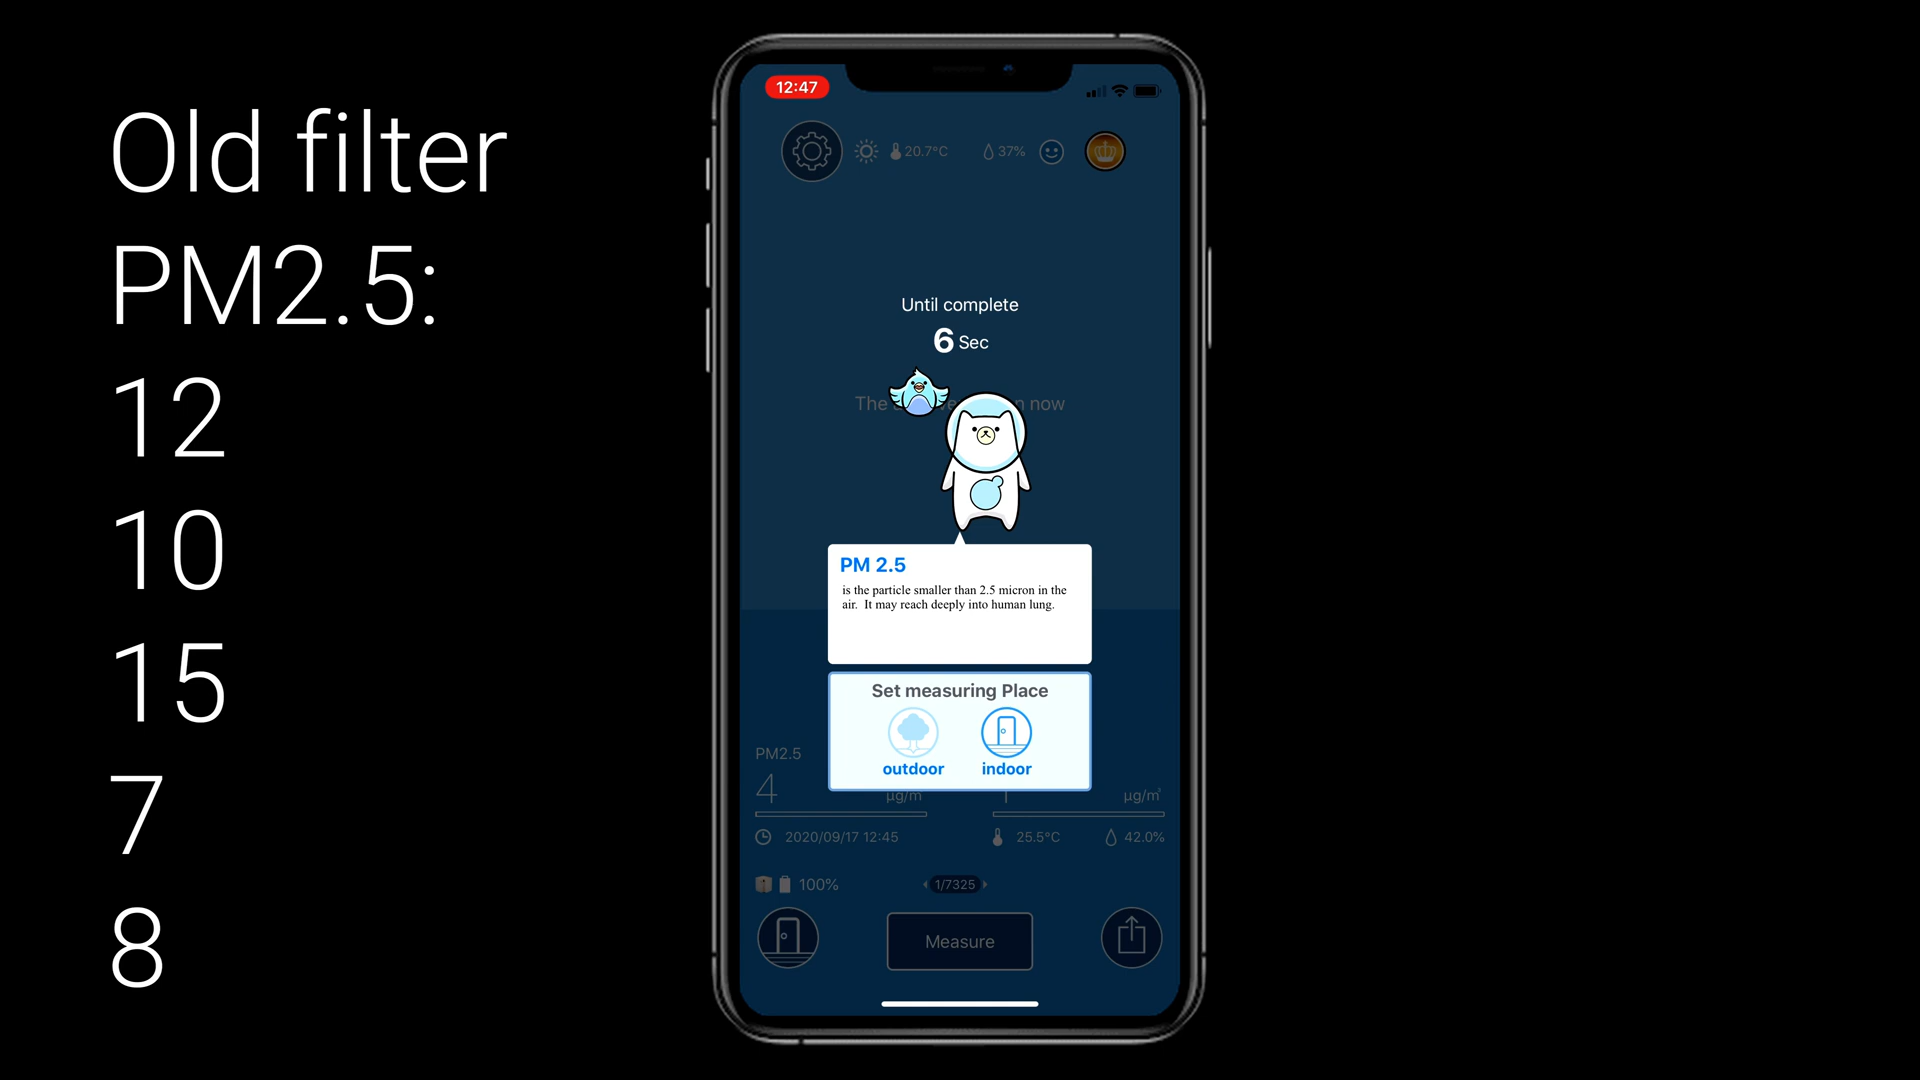 Old filter
PM2.5:
12
10
15
7
8
12:47
20.7°C
37%
Until complete
6 Sec
The
n now
PM 2.5
is the particle smaller than 2.5 micron in the
air. It may reach deeply into human lung.
Set measuring Place
outdoor indoor
PM2.5
4 µg/m
µg/m³
2020/09/17 12:45
25.5°C
42.0%
100%
1/7325
Measure